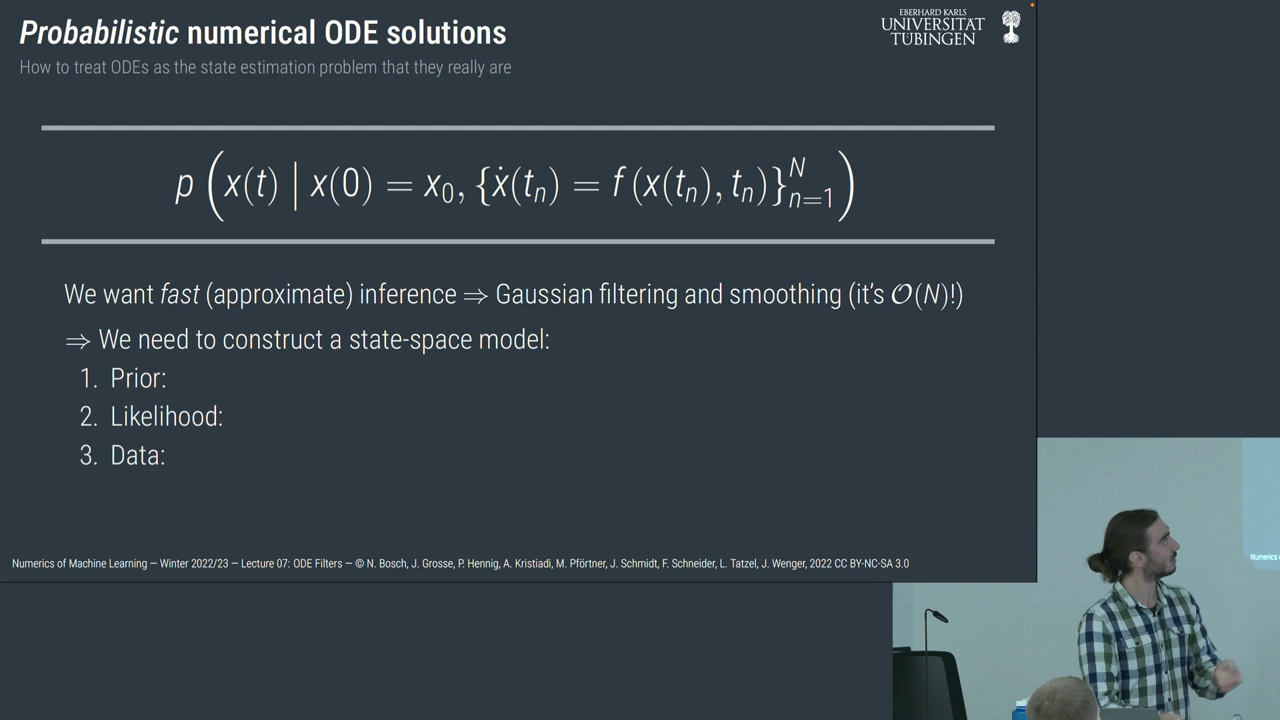 Probabilistic numerical ODE solutions
How to treat ODEs as the state estimation problem that they really are
EBERHARD KARLS
UNIVERSITÄT
TÜBINGEN
p ( x(t) | x(0) = x₀, {ẋ(tₙ) = f(x(tₙ), tₙ)}ᴺₙ₌₁ )
We want fast (approximate) inference ⇒ Gaussian filtering and smoothing (it's 𝒪(N)!)
⇒ We need to construct a state-space model:
1. Prior:
2. Likelihood:
3. Data:
Numerics of Machine Learning — Winter 2022/23 — Lecture 07: ODE Filters — © N. Bosch, J. Grosse, P. Hennig, A. Kristiadi, M. Pförtner, J. Schmidt, F. Schneider, L. Tatzel, J. Wenger, 2022 CC BY-NC-SA 3.0
Numerics